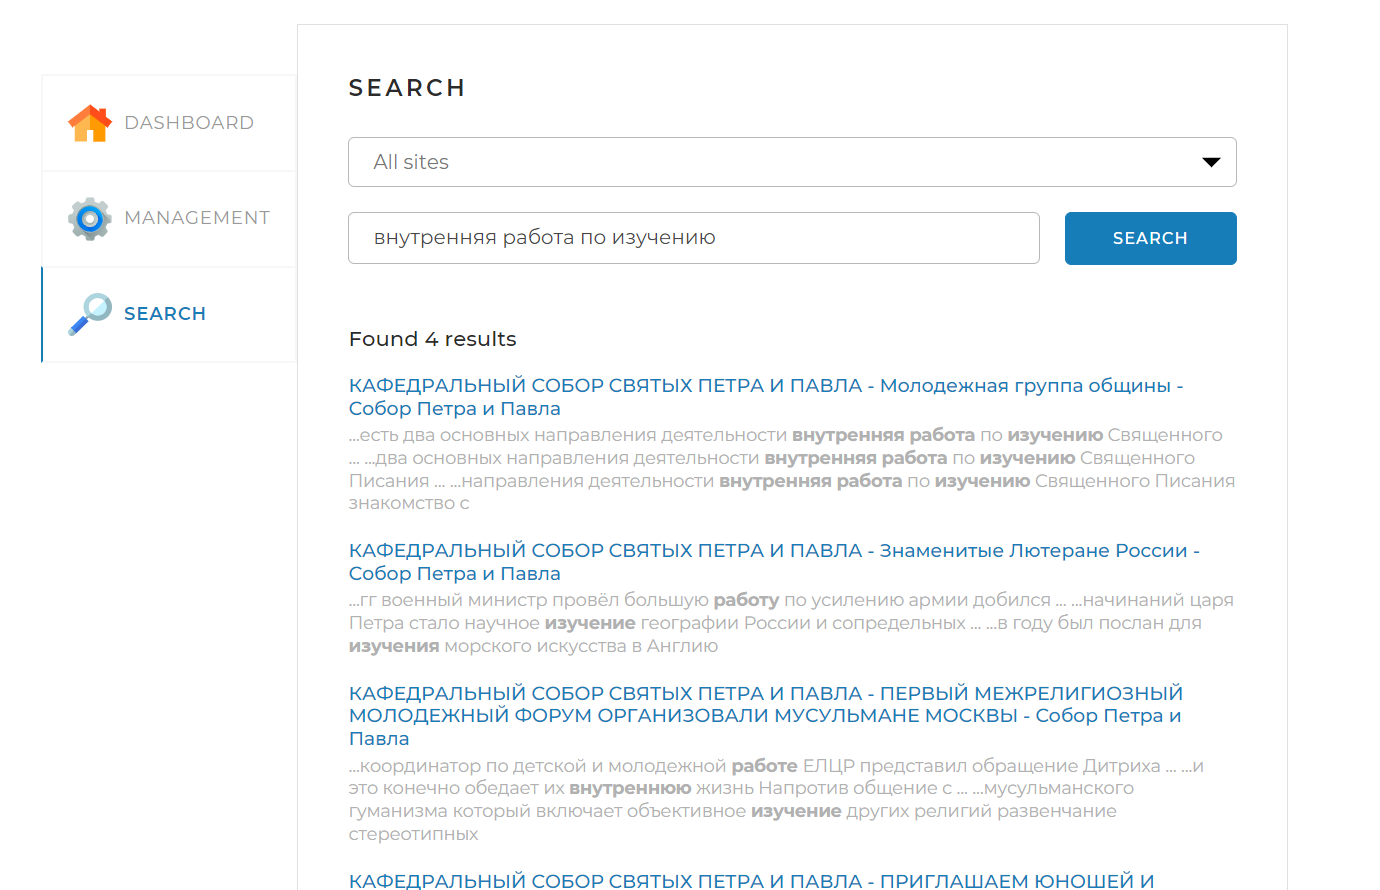 SEARCH
DASHBOARD
All sites
MANAGEMENT
внутренняя работа по изучению
SEARCH
SEARCH
Found 4 results
КАФЕДРАЛЬНЫЙ СОБОР СВЯТЫХ ПЕТРА И ПАВЛА - Молодежная группа общины -
Собор Петра и Павла
...есть два основных направления деятельности внутренняя работа по изучению Священного
... ...два основных направления деятельности внутренняя работа по изучению Священного
Писания ... ...направления деятельности внутренняя работа по изучению Священного Писания
знакомство с
КАФЕДРАЛЬНЫЙ СОБОР СВЯТЫХ ПЕТРА И ПАВЛА - Знаменитые Лютеране России -
Собор Петра и Павла
...гг военный министр провёл большую работу по усилению армии добился ... ...начинаний царя
Петра стало научное изучение географии России и сопредельных ... ...в году был послан для
изучения морского искусства в Англию
КАФЕДРАЛЬНЫЙ СОБОР СВЯТЫХ ПЕТРА И ПАВЛА - ПЕРВЫЙ МЕЖРЕЛИГИОЗНЫЙ
МОЛОДЕЖНЫЙ ФОРУМ ОРГАНИЗОВАЛИ МУСУЛЬМАНЕ МОСКВЫ - Собор Петра и
Павла
...координатор по детской и молодежной работе ЕЛЦР представил обращение Дитриха ... ...и
это конечно обедает их внутреннюю жизнь Напротив общение с ... ...мусульманского
гуманизма который включает объективное изучение других религий развенчание
стереотипных
КАФЕДРАЛЬНЫЙ СОБОР СВЯТЫХ ПЕТРА И ПАВЛА - ПРИГЛАШАЕМ ЮНОШЕЙ И